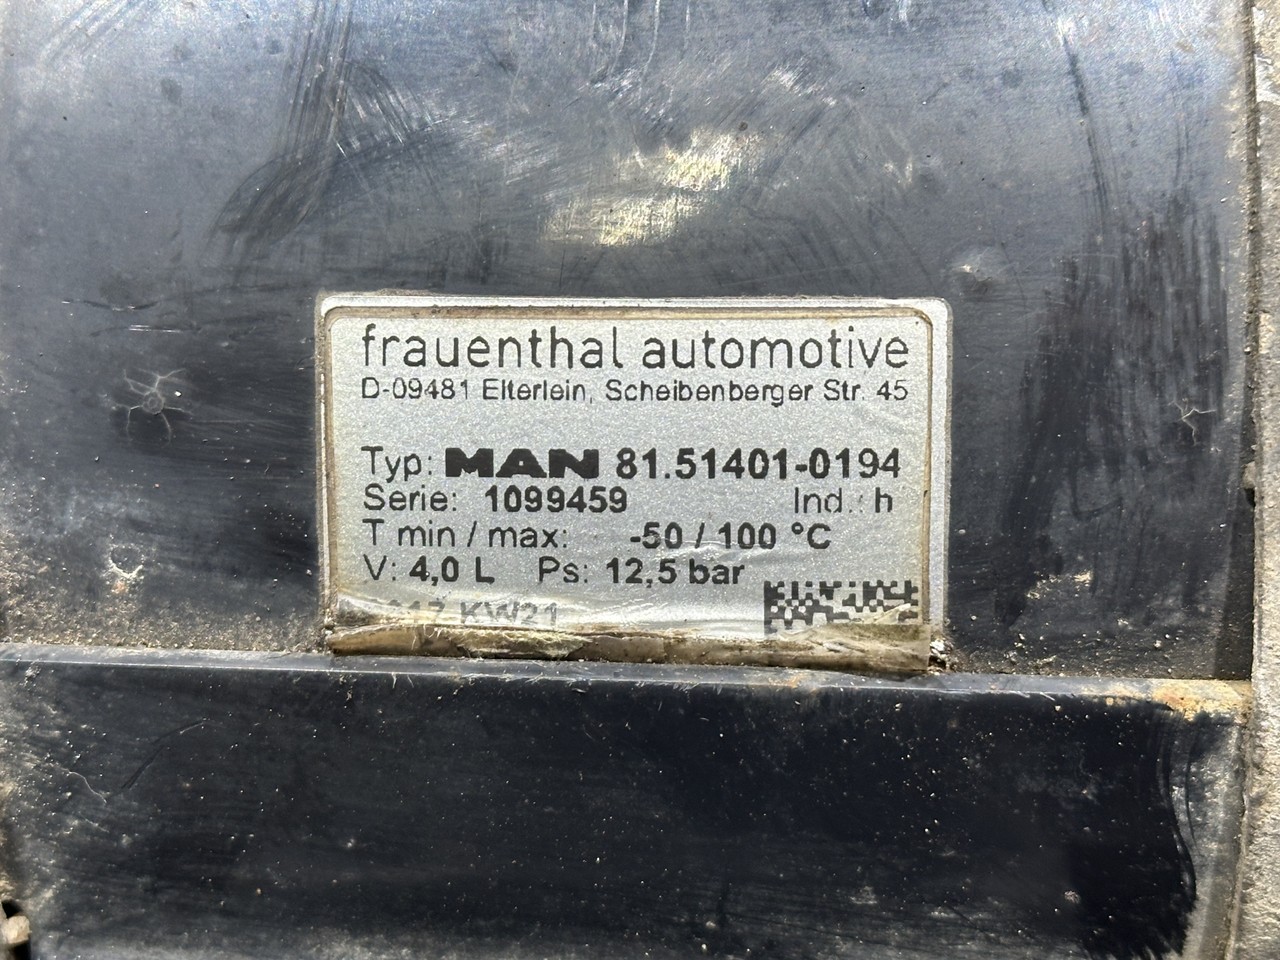 frauenthal automotive
D-09481 Elterlein, Scheibenberger Str. 45
Typ: MAN 81.51401-0194
Serie: 1099459 Ind.: h
T min / max: -50 / 100 °C
V: 4,0 L Ps: 12,5 bar
KW21